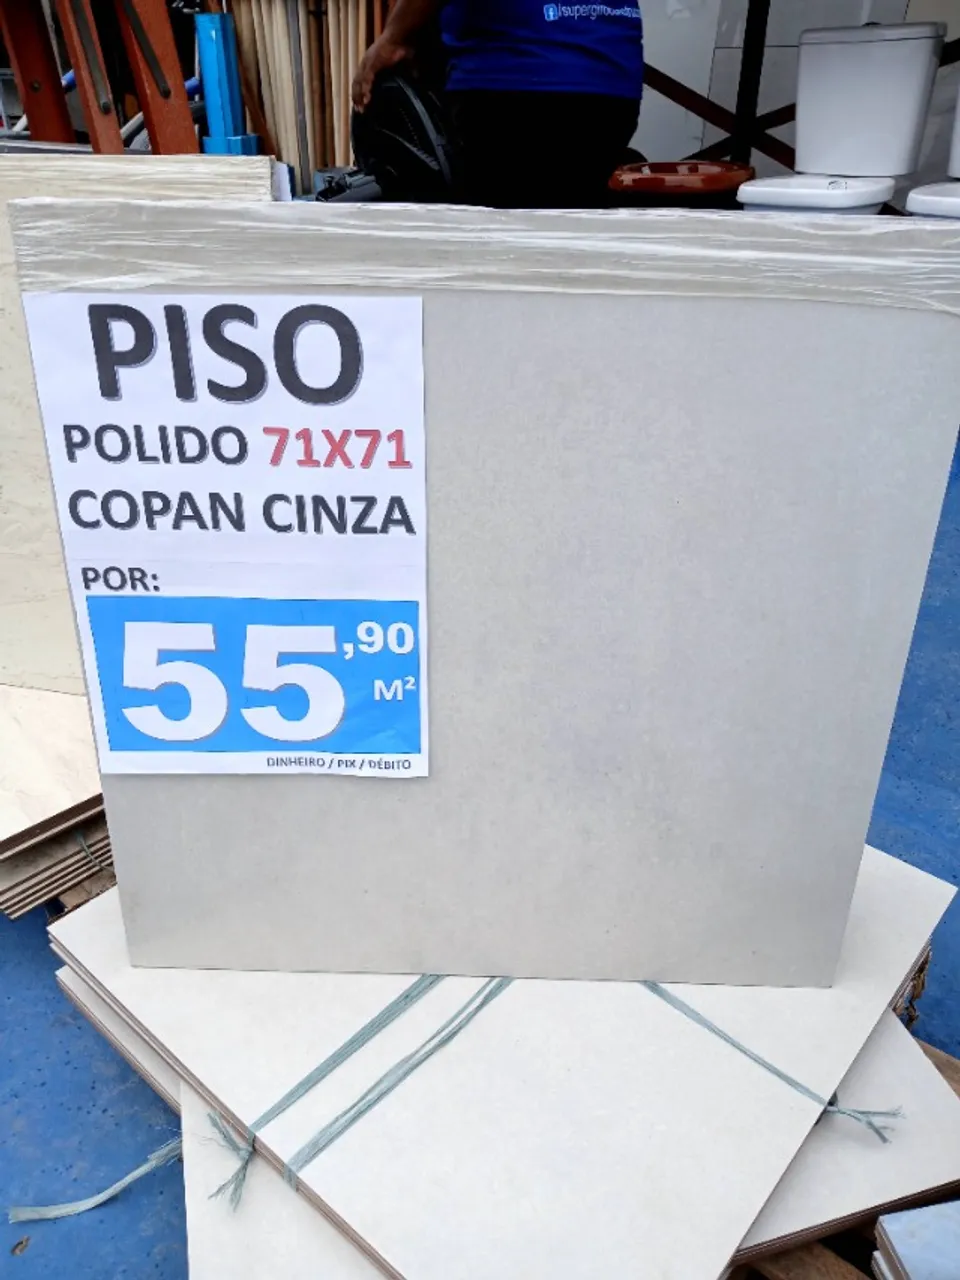 PISO
POLIDO 71X71
COPAN CINZA
POR:
55,90
M²
DINHEIRO / PIX / DÉBITO